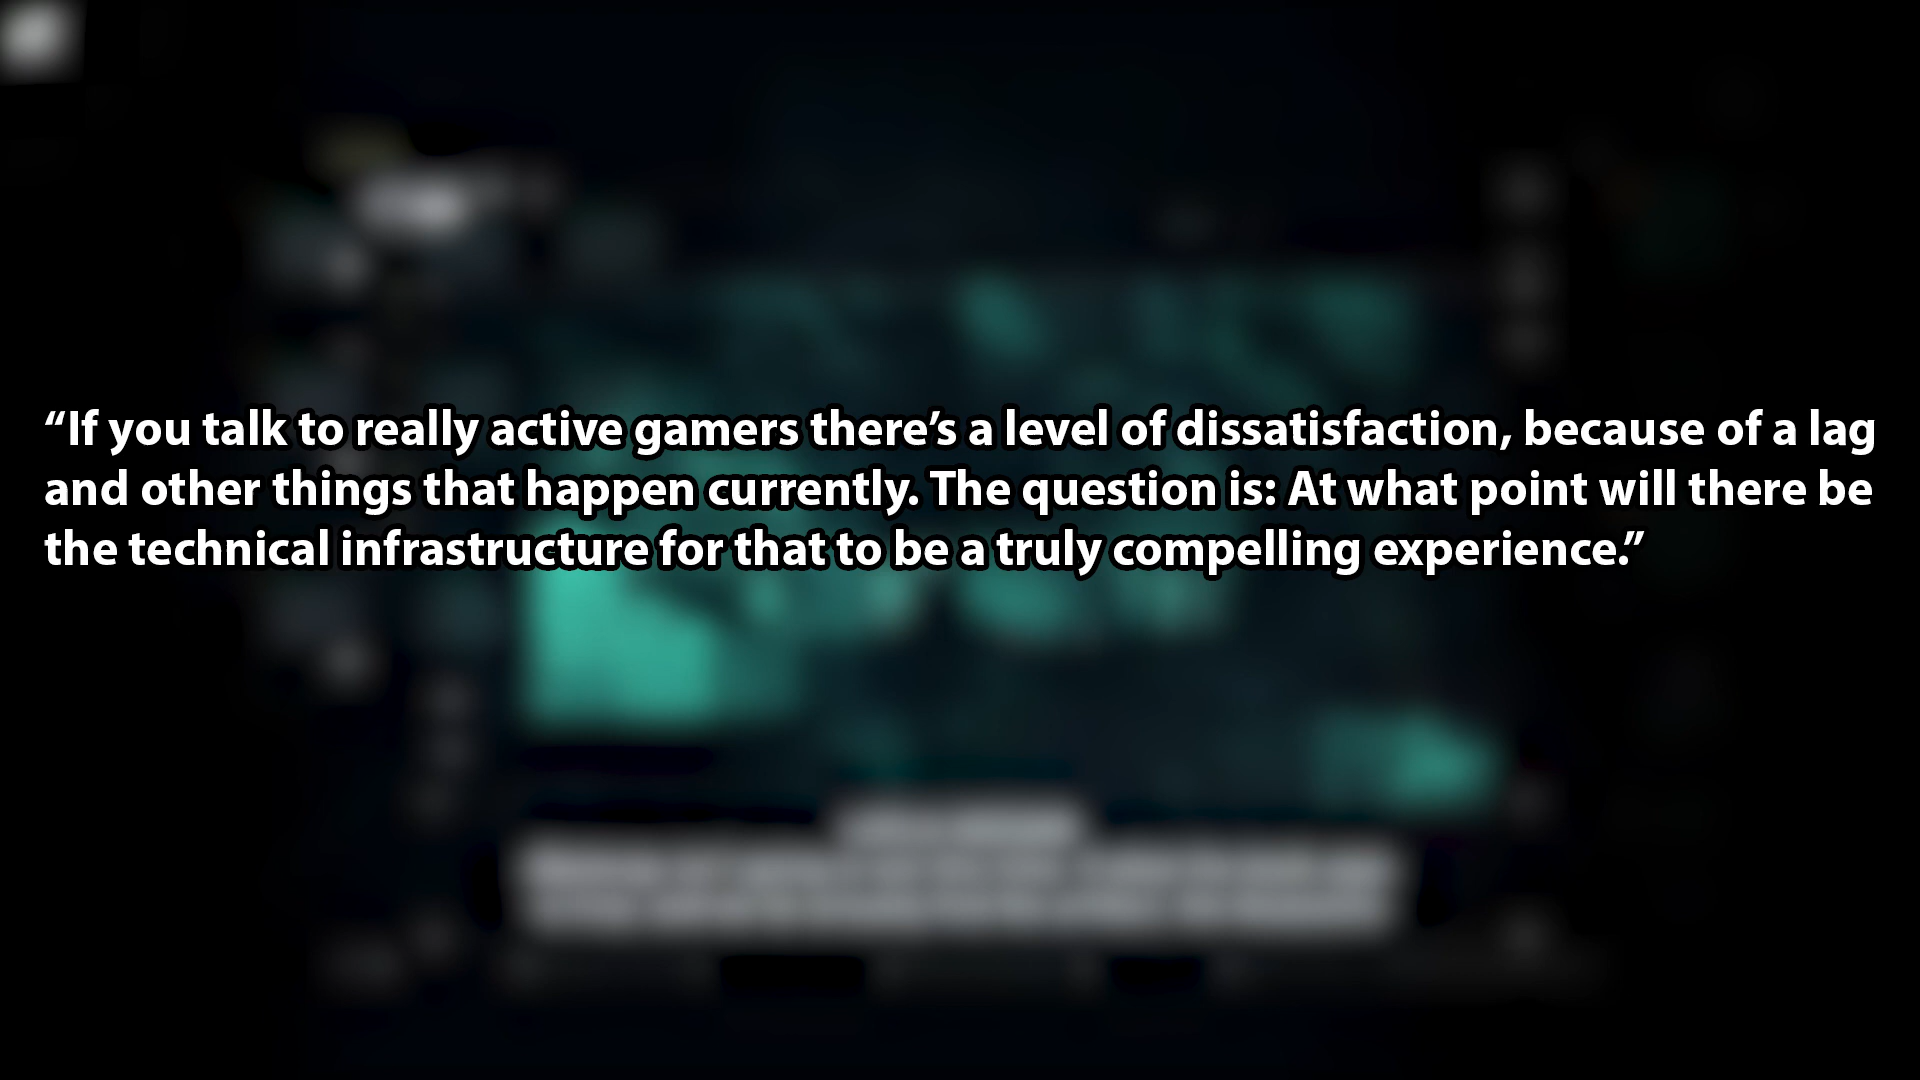 “If you talk to really active gamers there’s a level of dissatisfaction, because of a lag
and other things that happen currently. The question is: At what point will there be
the technical infrastructure for that to be a truly compelling experience.”